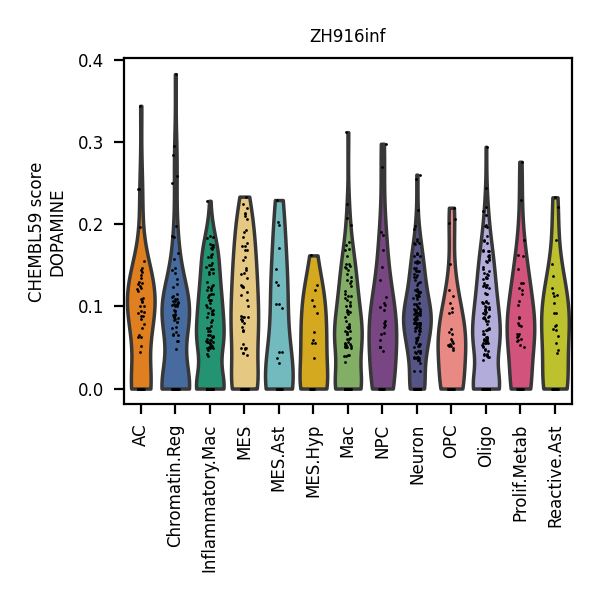 ZH916inf
CHEMBL59 score
DOPAMINE
0.4
0.3
0.2
0.1
0.0
AC
Chromatin.Reg
Inflammatory.Mac
MES
MES.Ast
MES.Hyp
Mac
NPC
Neuron
OPC
Oligo
Prolif.Metab
Reactive.Ast